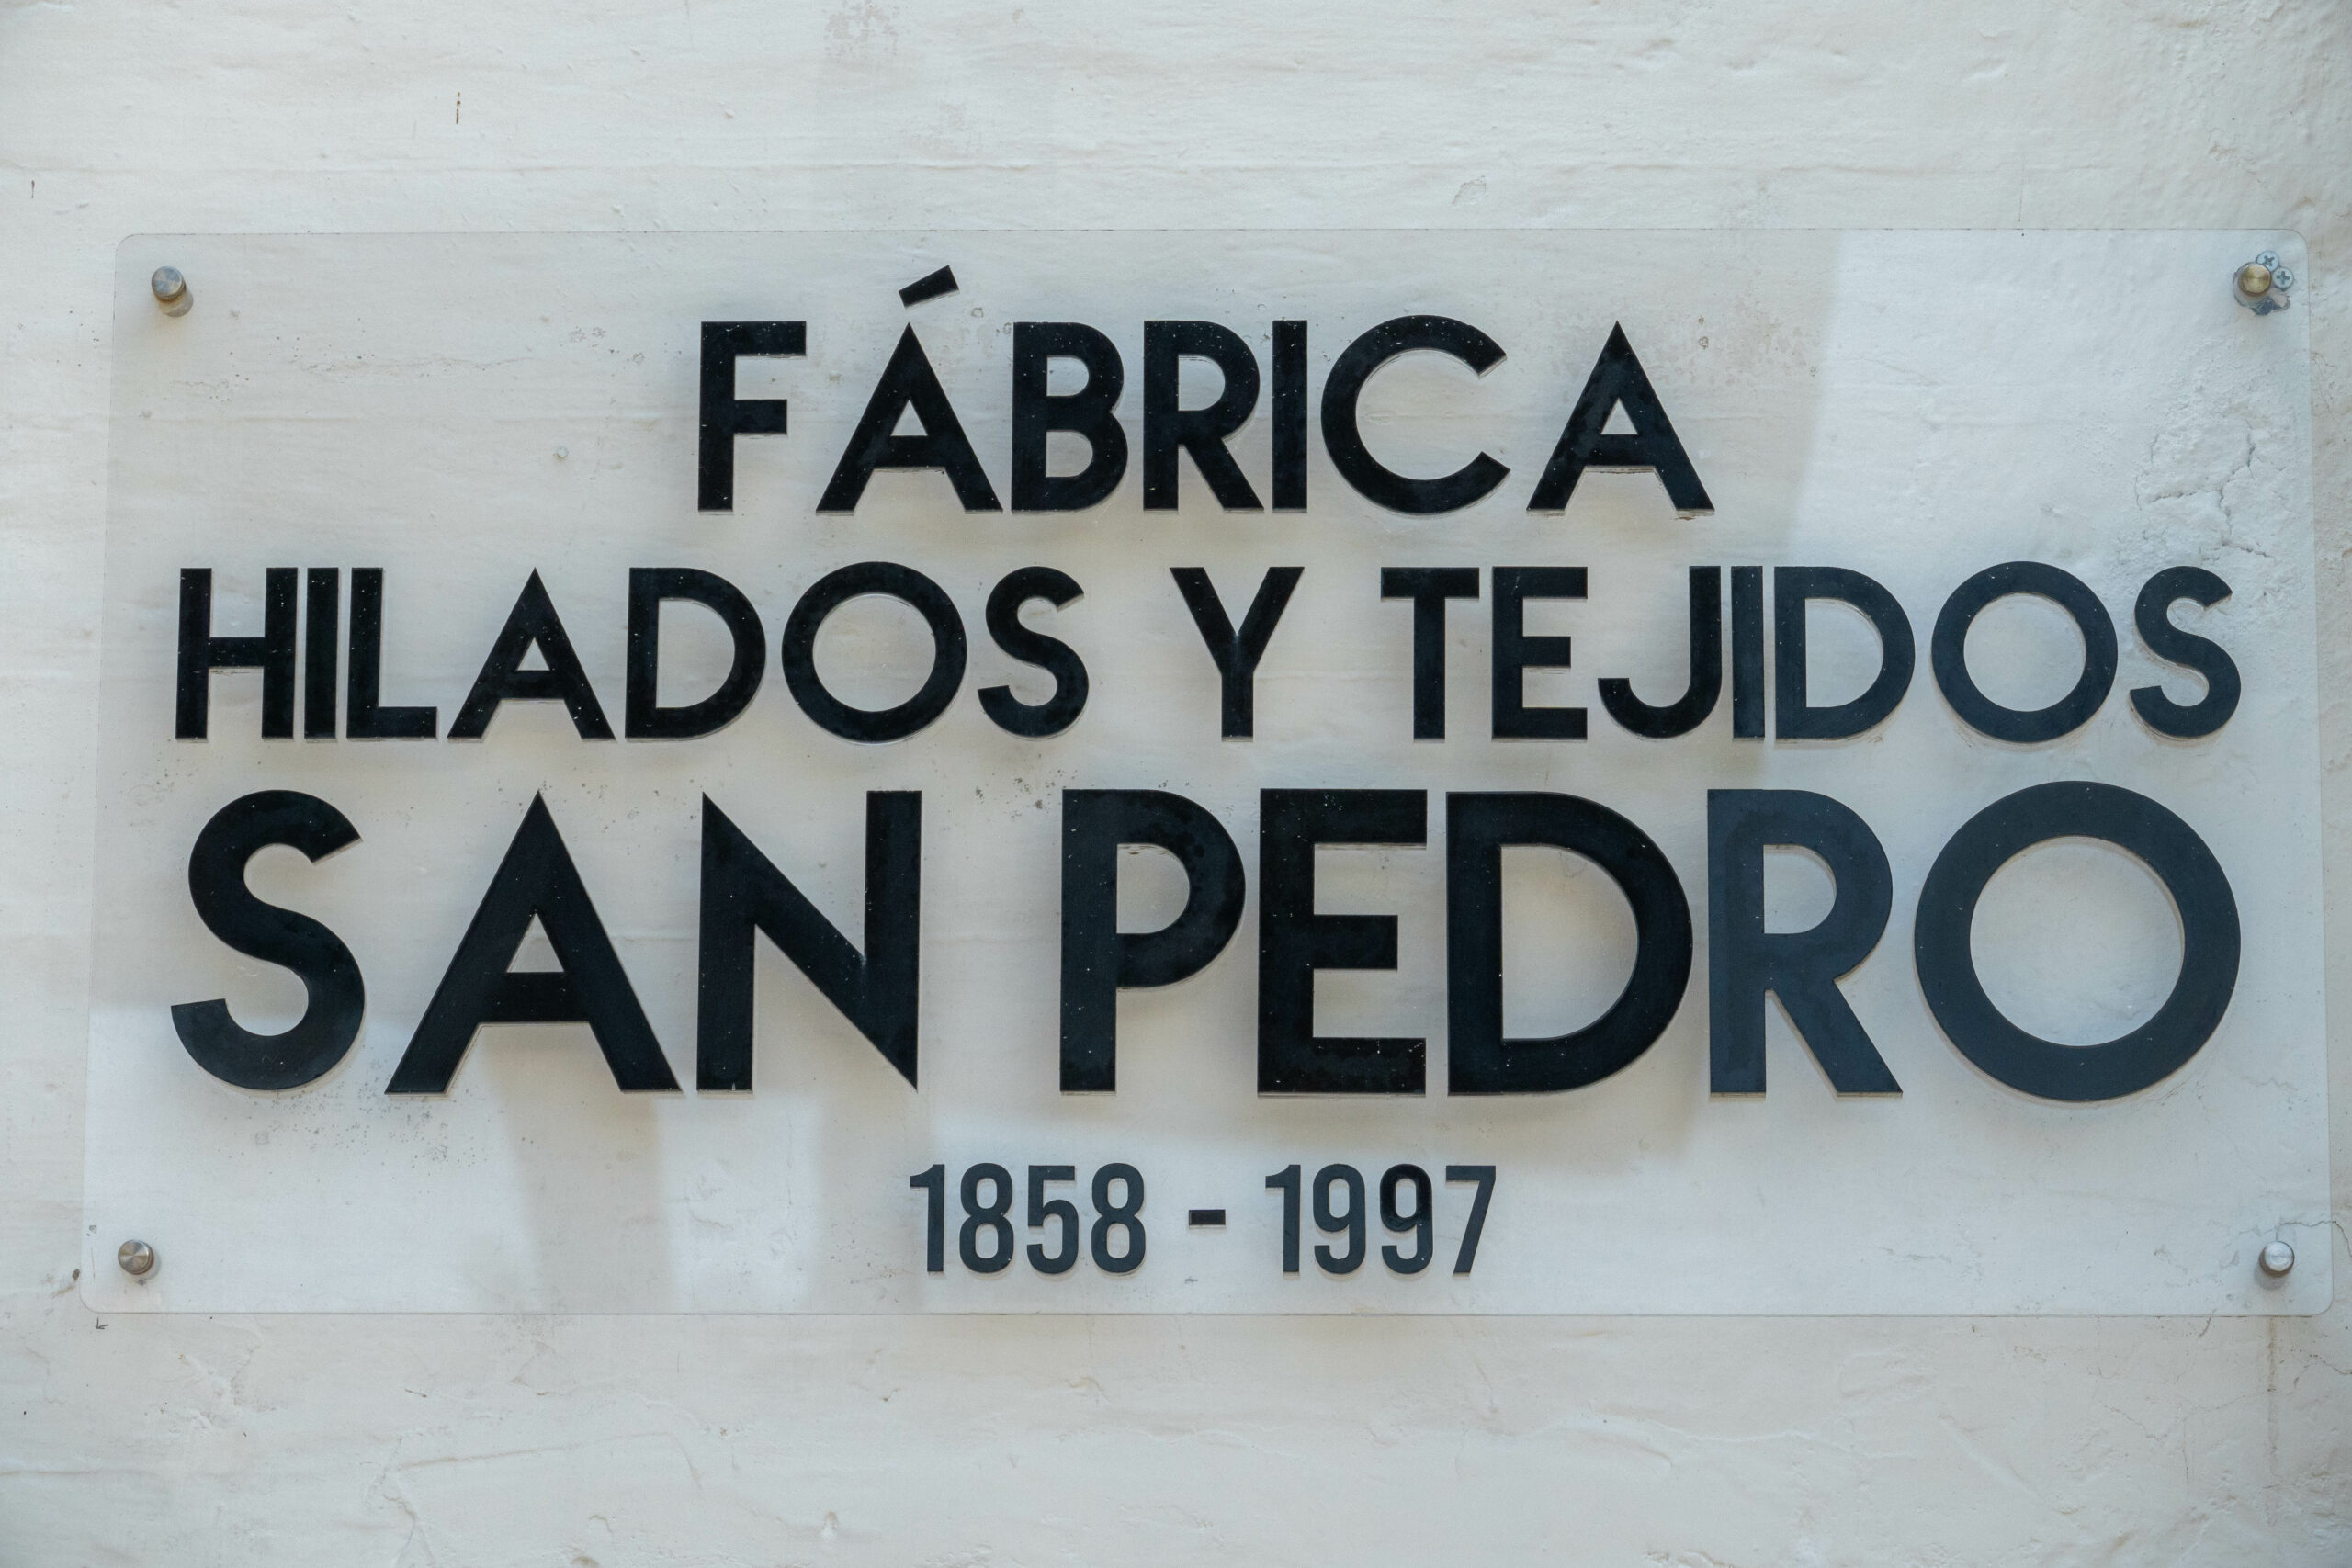 FÁBRICA
HILADOS Y TEJIDOS
SAN PEDRO
1858 - 1997